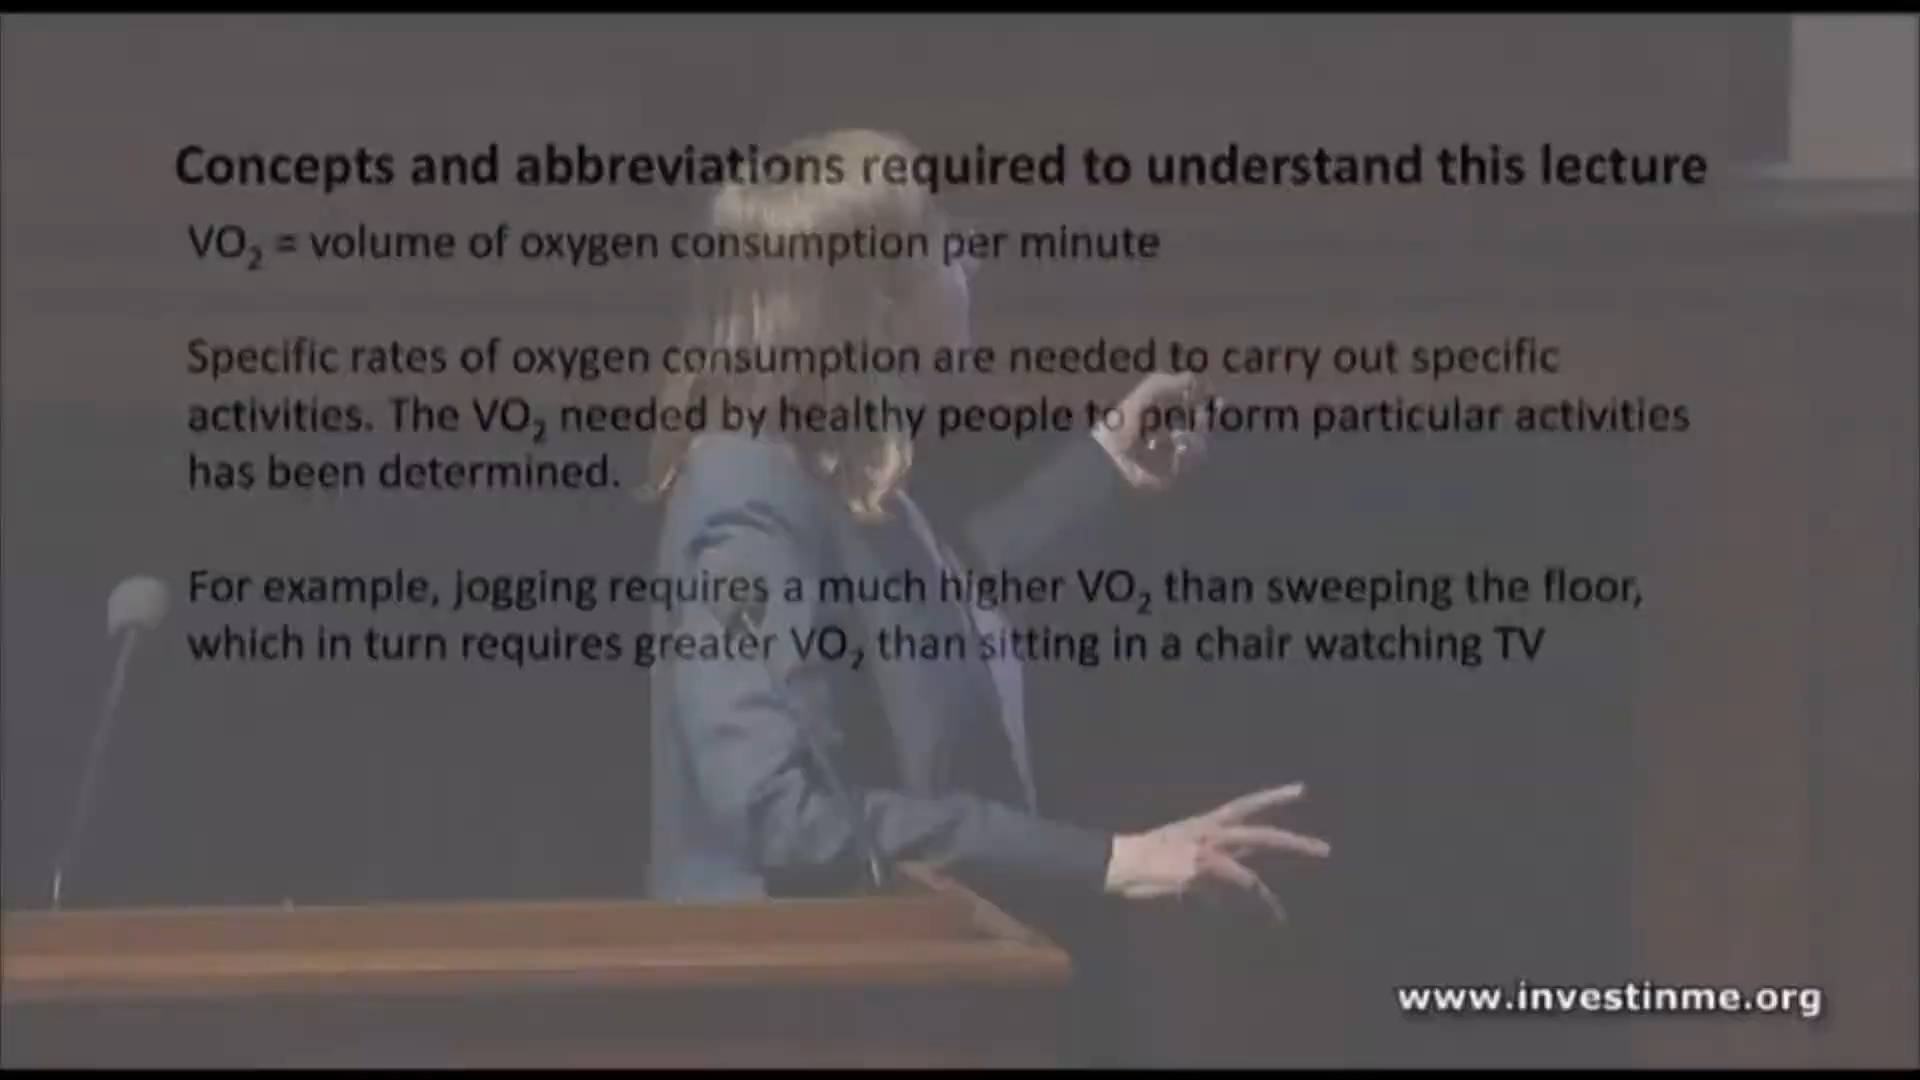 Concepts and abbreviations required to understand this lecture
VO₂ = volume of oxygen consumption per minute
Specific rates of oxygen consumption are needed to carry out specific
activities. The VO₂ needed by healthy people to perform particular activities
has been determined.
For example, jogging requires a much higher VO₂ than sweeping the floor,
which in turn requires greater VO₂ than sitting in a chair watching TV
www.investinme.org